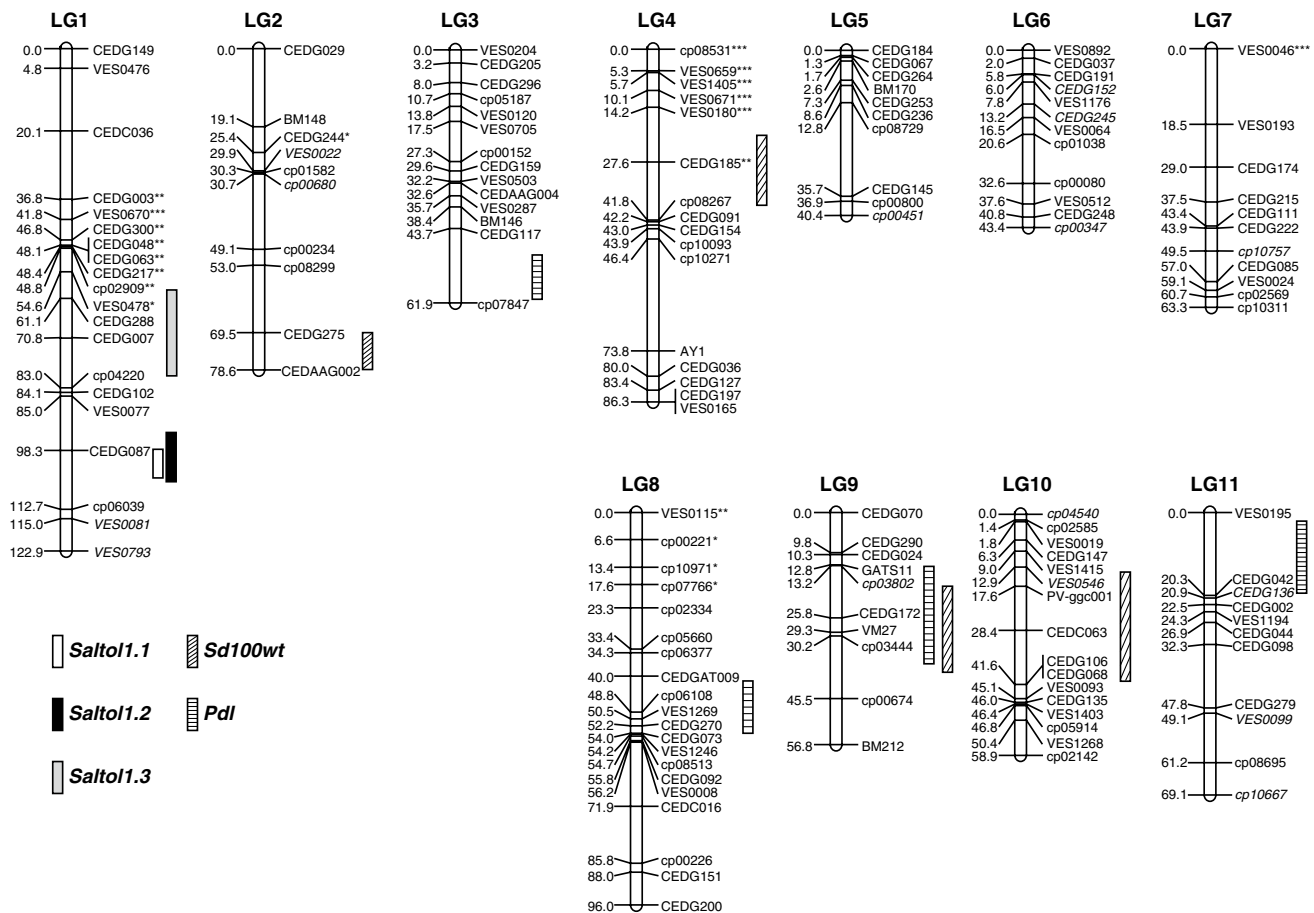 LG1
0.0 CEDG149
4.8 VES0476
20.1 CEDC036
36.8 CEDG003**
41.8 VES0670***
46.8 CEDG300**
48.1 CEDG048**
CEDG063**
48.4 CEDG217**
48.8 cp02909**
54.6 VES0478*
61.1 CEDG288
70.8 CEDG007
83.0 cp04220
84.1 CEDG102
85.0 VES0077
98.3 CEDG087
112.7 cp06039
115.0 VES0081
122.9 VES0793
LG2
0.0 CEDG029
19.1 BM148
25.4 CEDG244*
29.9 VES0022
30.3 cp01582
30.7 cp00680
49.1 cp00234
53.0 cp08299
69.5 CEDG275
78.6 CEDAAG002
LG3
0.0 VES0204
3.2 CEDG205
8.0 CEDG296
10.7 cp05187
13.8 VES0120
17.5 VES0705
27.3 cp00152
29.6 CEDG159
32.2 VES0503
32.6 CEDAAG004
35.7 VES0287
38.4 BM146
43.7 CEDG117
61.9 cp07847
LG4
0.0 cp08531***
5.3 VES0659***
5.7 VES1405***
10.1 VES0671***
14.2 VES0180***
27.6 CEDG185**
41.8 cp08267
42.2 CEDG091
43.0 CEDG154
43.9 cp10093
46.4 cp10271
73.8 AY1
80.0 CEDG036
83.4 CEDG127
86.3 CEDG197
VES0165
LG5
0.0 CEDG184
1.3 CEDG067
1.7 CEDG264
2.6 BM170
7.3 CEDG253
8.6 CEDG236
12.8 cp08729
35.7 CEDG145
36.9 cp00800
40.4 cp00451
LG6
0.0 VES0892
2.0 CEDG037
5.8 CEDG191
6.0 CEDG152
7.8 VES1176
13.2 CEDG245
16.5 VES0064
20.6 cp01038
32.6 cp00080
37.6 VES0512
40.8 CEDG248
43.4 cp00347
LG7
0.0 VES0046***
18.5 VES0193
29.0 CEDG174
37.5 CEDG215
43.4 CEDG111
43.9 CEDG222
49.5 cp10757
57.0 CEDG085
59.1 VES0024
60.7 cp02569
63.3 cp10311
LG8
0.0 VES0115**
6.6 cp00221*
13.4 cp10971*
17.6 cp07766*
23.3 cp02334
33.4 cp05660
34.3 cp06377
40.0 CEDGAT009
48.8 cp06108
50.5 VES1269
52.2 CEDG270
54.0 CEDG073
54.2 VES1246
54.7 cp08513
55.8 CEDG092
56.2 VES0008
71.9 CEDC016
85.8 cp00226
88.0 CEDG151
96.0 CEDG200
LG9
0.0 CEDG070
9.8 CEDG290
10.3 CEDG024
12.8 GATS11
13.2 cp03802
25.8 CEDG172
29.3 VM27
30.2 cp03444
45.5 cp00674
56.8 BM212
LG10
0.0 cp04540
1.4 cp02585
1.8 VES0019
6.3 CEDG147
9.0 VES1415
12.9 VES0546
17.6 PV-ggc001
28.4 CEDC063
41.6 CEDG106
CEDG068
45.1 VES0093
46.0 CEDG135
46.4 VES1403
46.8 cp05914
50.4 VES1268
58.9 cp02142
LG11
0.0 VES0195
20.3 CEDG042
20.9 CEDG136
22.5 CEDG002
24.3 VES1194
26.9 CEDG044
32.3 CEDG098
47.8 CEDG279
49.1 VES0099
61.2 cp08695
69.1 cp10667
Saltol1.1
Sd100wt
Saltol1.2
Pdl
Saltol1.3